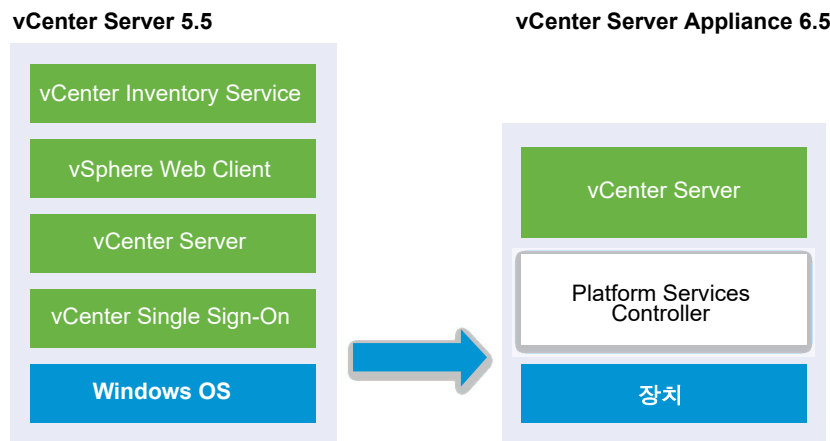 vCenter Server 5.5
vCenter Inventory Service
vSphere Web Client
vCenter Server
vCenter Single Sign-On
Windows OS
vCenter Server Appliance 6.5
vCenter Server
Platform Services
Controller
장치